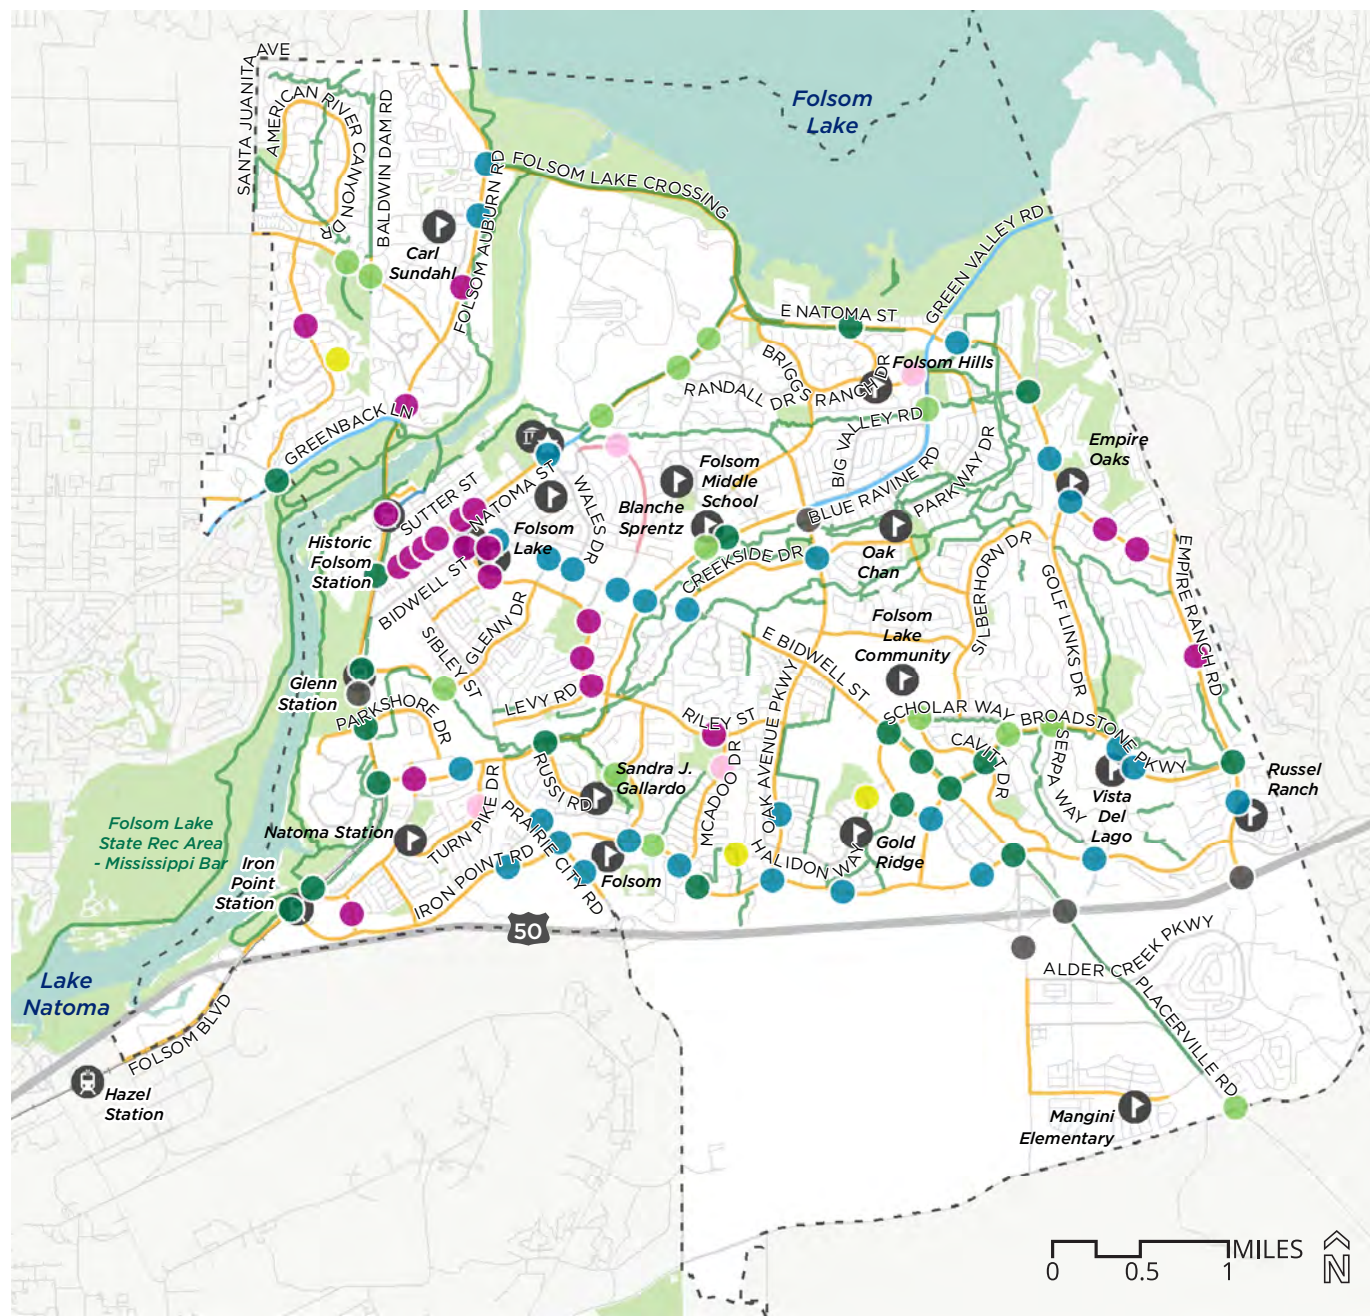 AVE
SANTA JUANITA
AMERICAN RIVER CANYON DR
BALDWIN DAM RD
Folsom
Lake
FOLSOM LAKE CROSSING
FOLSOM AUBURN RD
GREEN VALLEY RD
Carl
Sundahl
E NATOMA ST
BRIGGS RANCH DR
Folsom Hills
RANDALL DR
BIG VALLEY RD
GREENBACK LN
PARKWAY DR
Empire
Oaks
SUTTER ST
NATOMA ST
WALES DR
Folsom
Middle
School
Blanche
Sprentz
BLUE RAVINE RD
Historic
Folsom
Station
Folsom
Lake
Oak
Chan
BIDWELL ST
CREEKSIDE DR
SILBERHORN DR
GOLF LINKS DR
EMPIRE RANCH RD
SIBLEY ST
GLENN DR
Folsom
Lake
Community
E BIDWELL ST
Glenn
Station
PARKSHORE DR
LEVY RD
RILEY ST
OAK AVENUE PKWY
SCHOLAR WAY
BROADSTONE PKWY
CAVITT DR
SERPA WAY
MCADOO DR
RUSSI RD
Sandra J.
Gallardo
Russel
Ranch
Vista
Del
Lago
TURN PIKE DR
PRAIRIE CITY RD
Natoma Station
Folsom Lake
State Rec Area
- Mississippi Bar
Iron
Point
Station
IRON POINT RD
Folsom
HALIDON WAY
Gold
Ridge
50
Lake
Natoma
FOLSOM BLVD
ALDER CREEK PKWY
PLACERVILLE RD
Hazel
Station
Mangini
Elementary
MILES
0 0.5 1
N